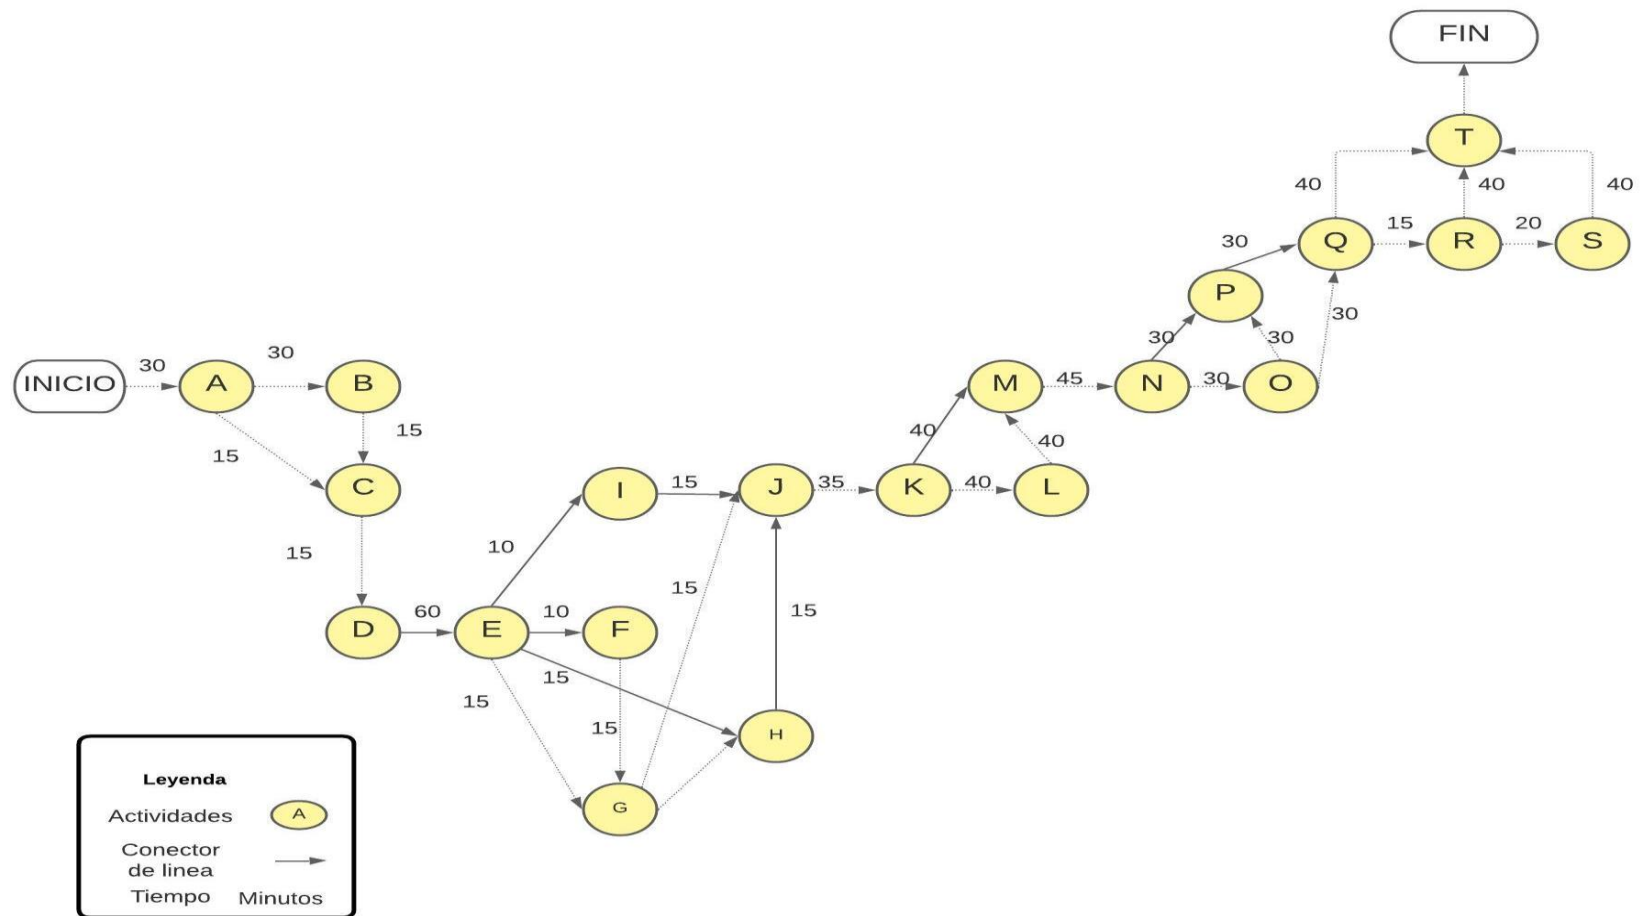 FIN
T
40
40
40
Q
15
R
20
S
30
P
30
30
30
INICIO
30
A
30
B
M
45
N
30
O
15
15
40
40
C
I
15
J
35
K
40
L
15
10
15
15
D
60
E
10
F
15
15
15
H
G
Leyenda
Actividades
A
Conector
de linea
Tiempo Minutos